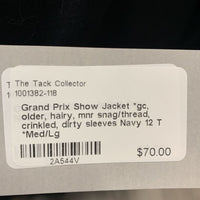 T The Tack Collector
1 1001382-118
Grand Prix Show Jacket *gc,
older, hairy, mnr snag/thread,
crinkled, dirty sleeves Navy 12 T
*Med/Lg
2A544V
$70.00